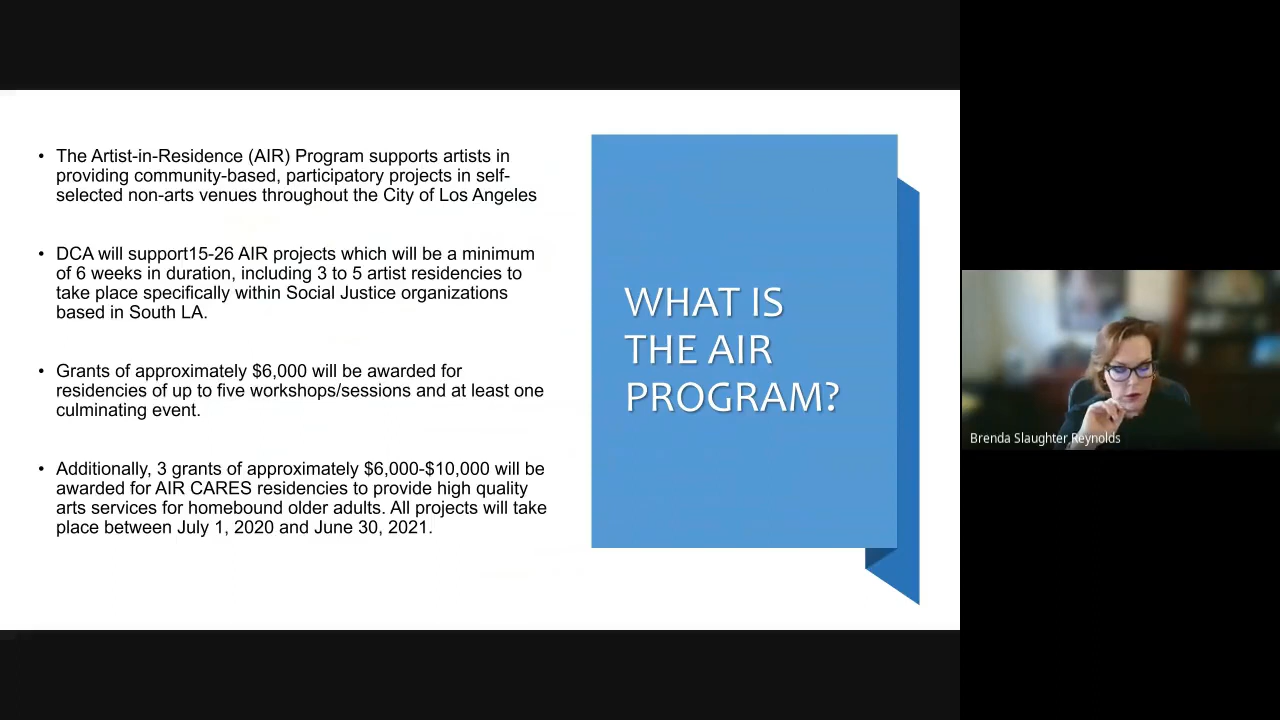 • The Artist-in-Residence (AIR) Program supports artists in
providing community-based, participatory projects in self-
selected non-arts venues throughout the City of Los Angeles
• DCA will support15-26 AIR projects which will be a minimum
of 6 weeks in duration, including 3 to 5 artist residencies to
take place specifically within Social Justice organizations
based in South LA.
• Grants of approximately $6,000 will be awarded for
residencies of up to five workshops/sessions and at least one
culminating event.
• Additionally, 3 grants of approximately $6,000-$10,000 will be
awarded for AIR CARES residencies to provide high quality
arts services for homebound older adults. All projects will take
place between July 1, 2020 and June 30, 2021.
WHAT IS
THE AIR
PROGRAM?
Brenda Slaughter Reynolds